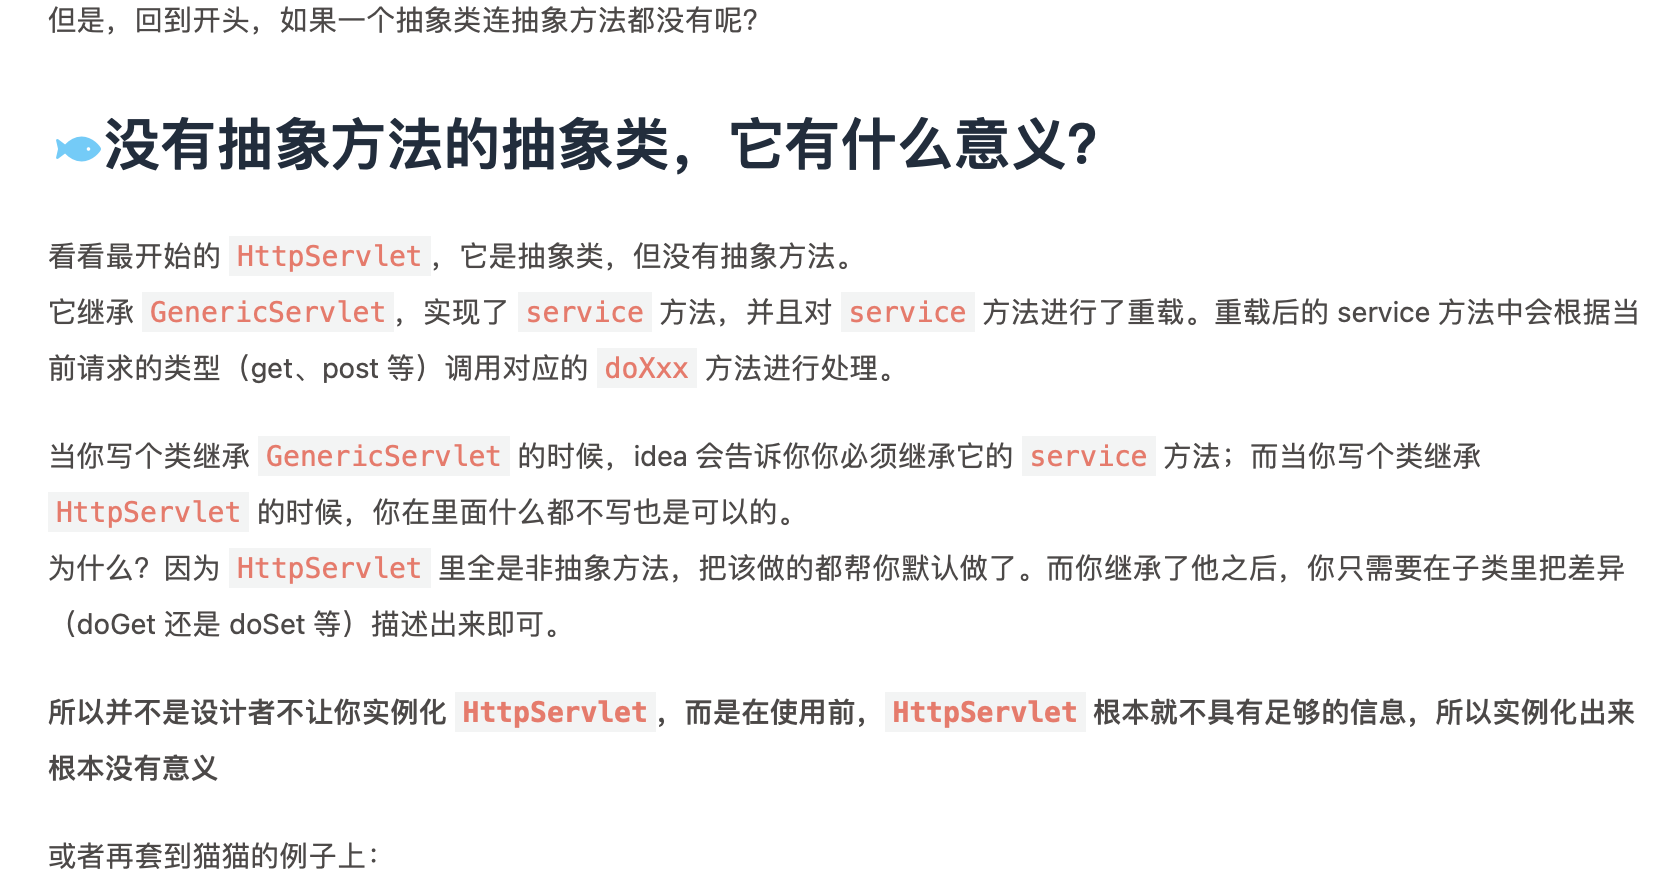 但是，回到开头，如果一个抽象类连抽象方法都没有呢？
没有抽象方法的抽象类，它有什么意义？
看看最开始的 HttpServlet，它是抽象类，但没有抽象方法。
它继承 GenericServlet，实现了 service 方法，并且对 service 方法进行了重载。重载后的 service 方法中会根据当
前请求的类型（get、post 等）调用对应的 doXxx 方法进行处理。
当你写个类继承 GenericServlet 的时候，idea 会告诉你你必须继承它的 service 方法；而当你写个类继承
HttpServlet 的时候，你在里面什么都不写也是可以的。
为什么？因为 HttpServlet 里全是非抽象方法，把该做的都帮你默认做了。而你继承了他之后，你只需要在子类里把差异
（doGet 还是 doSet 等）描述出来即可。
所以并不是设计者不让你实例化 HttpServlet，而是在使用前，HttpServlet 根本就不具有足够的信息，所以实例化出来
根本没有意义
或者再套到猫猫的例子上：